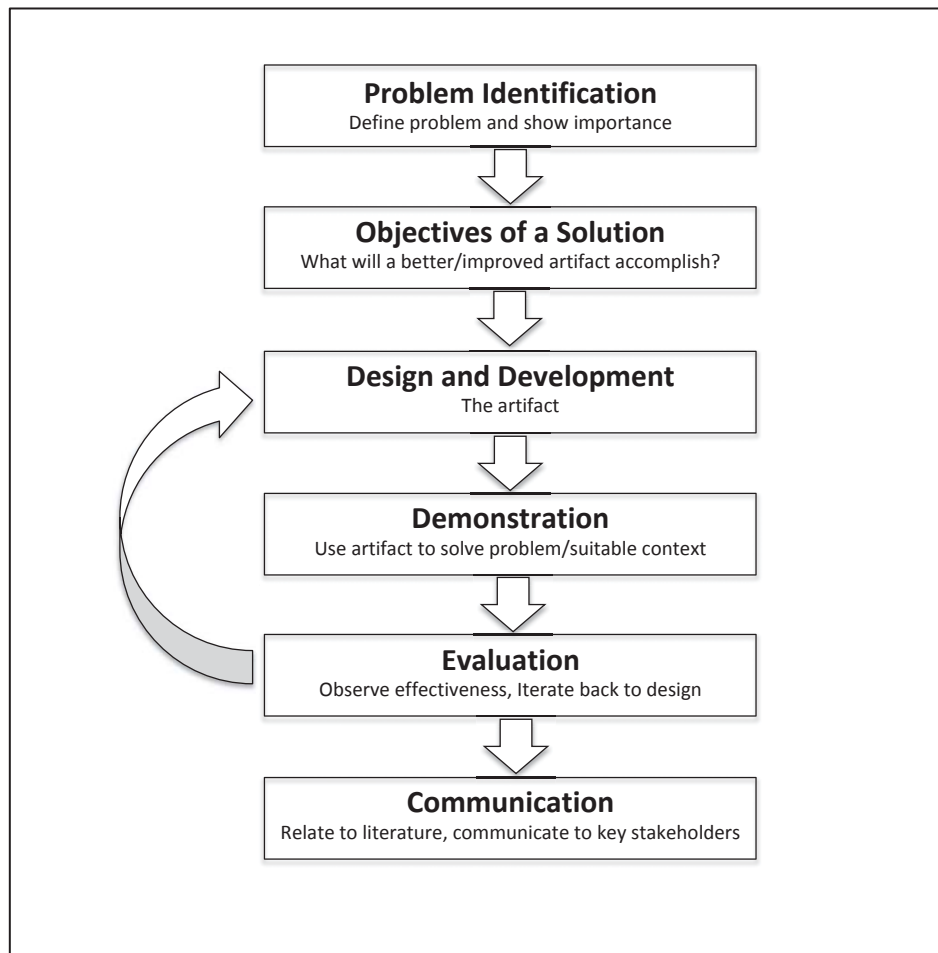 Problem Identification
Define problem and show importance
Objectives of a Solution
What will a better/improved artifact accomplish?
Design and Development
The artifact
Demonstration
Use artifact to solve problem/suitable context
Evaluation
Observe effectiveness, Iterate back to design
Communication
Relate to literature, communicate to key stakeholders